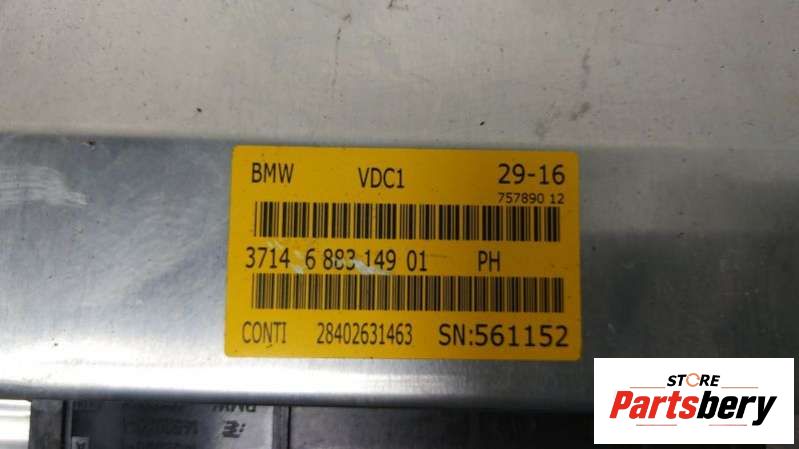 BMW VDC1 29-16
757890 12
3714 6 883 149 01 PH
CONTI 28402631463 SN:561152
STORE
Partsbery